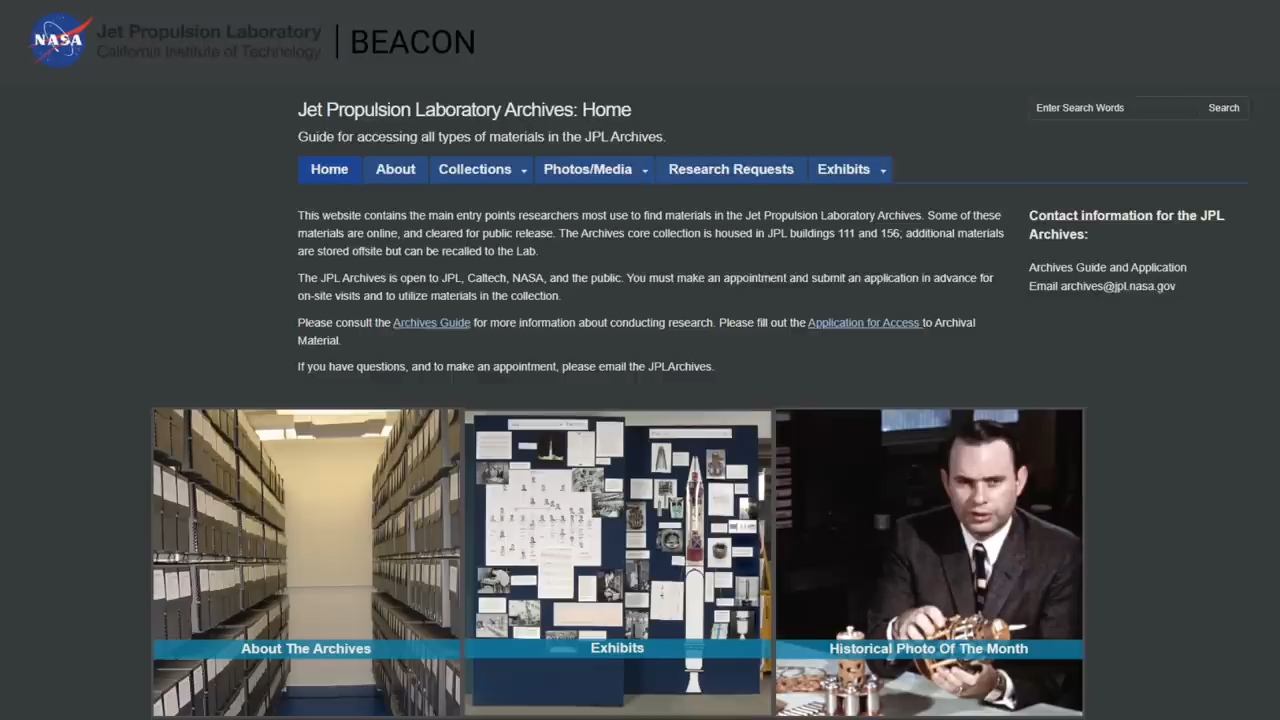 NASA
Jet Propulsion Laboratory
California Institute of Technology
BEACON
Jet Propulsion Laboratory Archives: Home
Enter Search Words Search
Guide for accessing all types of materials in the JPL Archives.
Home About Collections Photos/Media Research Requests Exhibits
This website contains the main entry points researchers most use to find materials in the Jet Propulsion Laboratory Archives. Some of these
materials are online, and cleared for public release. The Archives core collection is housed in JPL buildings 111 and 156; additional materials
are stored offsite but can be recalled to the Lab.
The JPL Archives is open to JPL, Caltech, NASA, and the public. You must make an appointment and submit an application in advance for
on-site visits and to utilize materials in the collection.
Please consult the Archives Guide for more information about conducting research. Please fill out the Application for Access to Archival
Material.
If you have questions, and to make an appointment, please email the JPLArchives.
Contact information for the JPL
Archives:
Archives Guide and Application
Email archives@jpl.nasa.gov
About The Archives
Exhibits
Historical Photo Of The Month